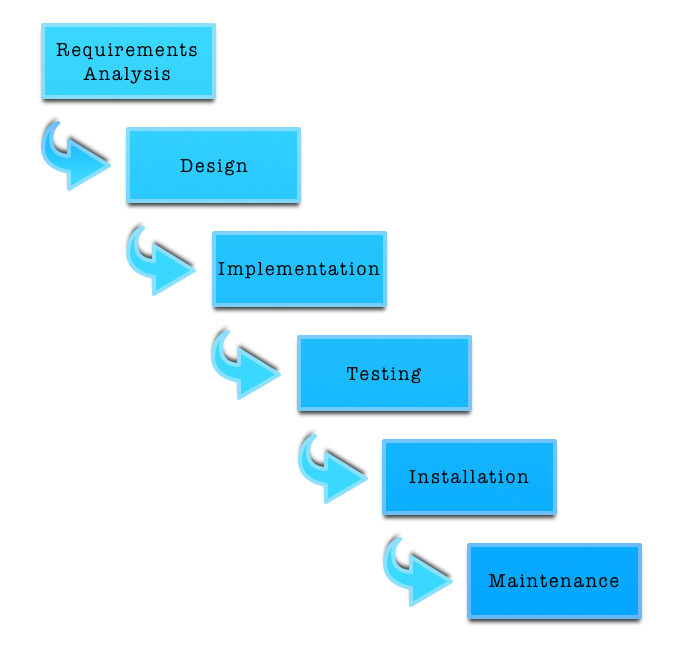 Requirements
Analysis
Design
Implementation
Testing
Installation
Maintenance